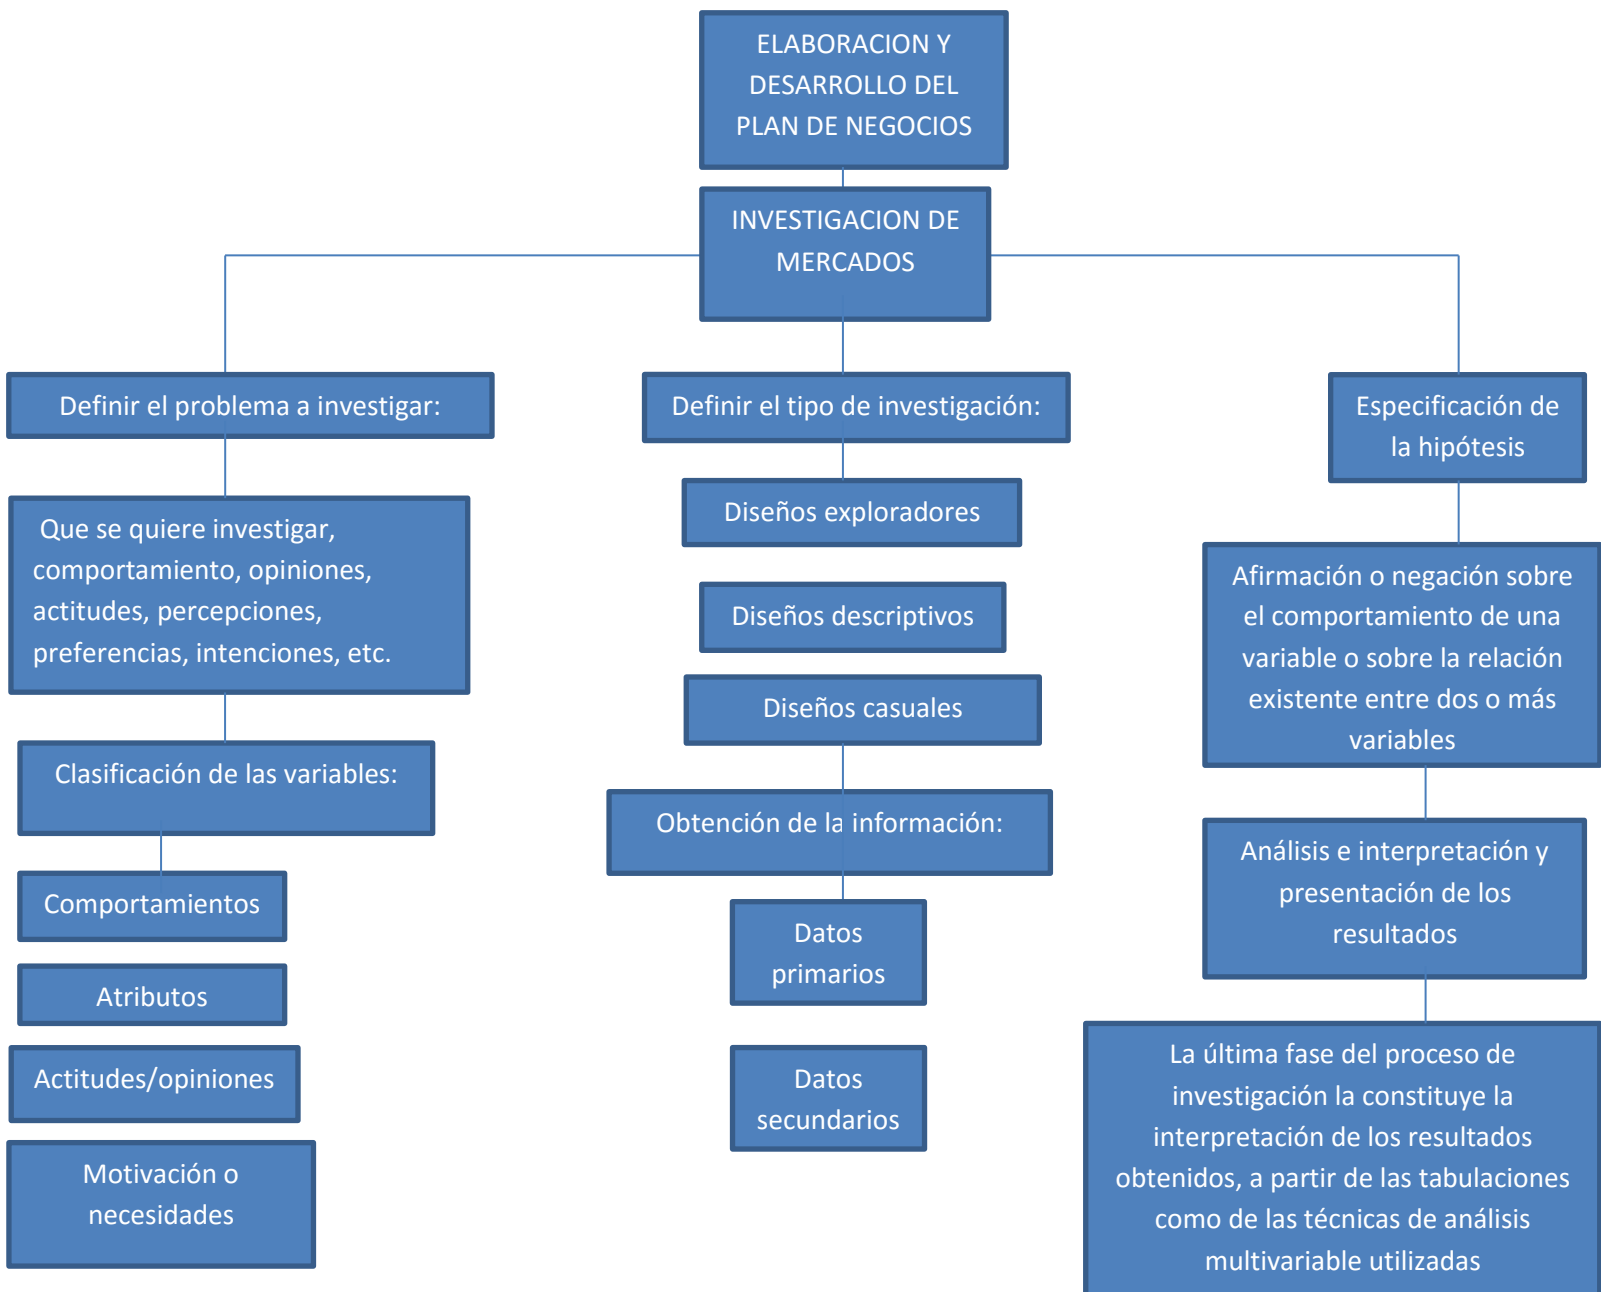 ELABORACION Y
DESARROLLO DEL
PLAN DE NEGOCIOS
INVESTIGACION DE
MERCADOS
Definir el problema a investigar:
Que se quiere investigar,
comportamiento, opiniones,
actitudes, percepciones,
preferencias, intenciones, etc.
Clasificación de las variables:
Comportamientos
Atributos
Actitudes/opiniones
Motivación o
necesidades
Definir el tipo de investigación:
Diseños exploradores
Diseños descriptivos
Diseños casuales
Obtención de la información:
Datos
primarios
Datos
secundarios
Especificación de
la hipótesis
Afirmación o negación sobre
el comportamiento de una
variable o sobre la relación
existente entre dos o más
variables
Análisis e interpretación y
presentación de los
resultados
La última fase del proceso de
investigación la constituye la
interpretación de los resultados
obtenidos, a partir de las tabulaciones
como de las técnicas de análisis
multivariable utilizadas